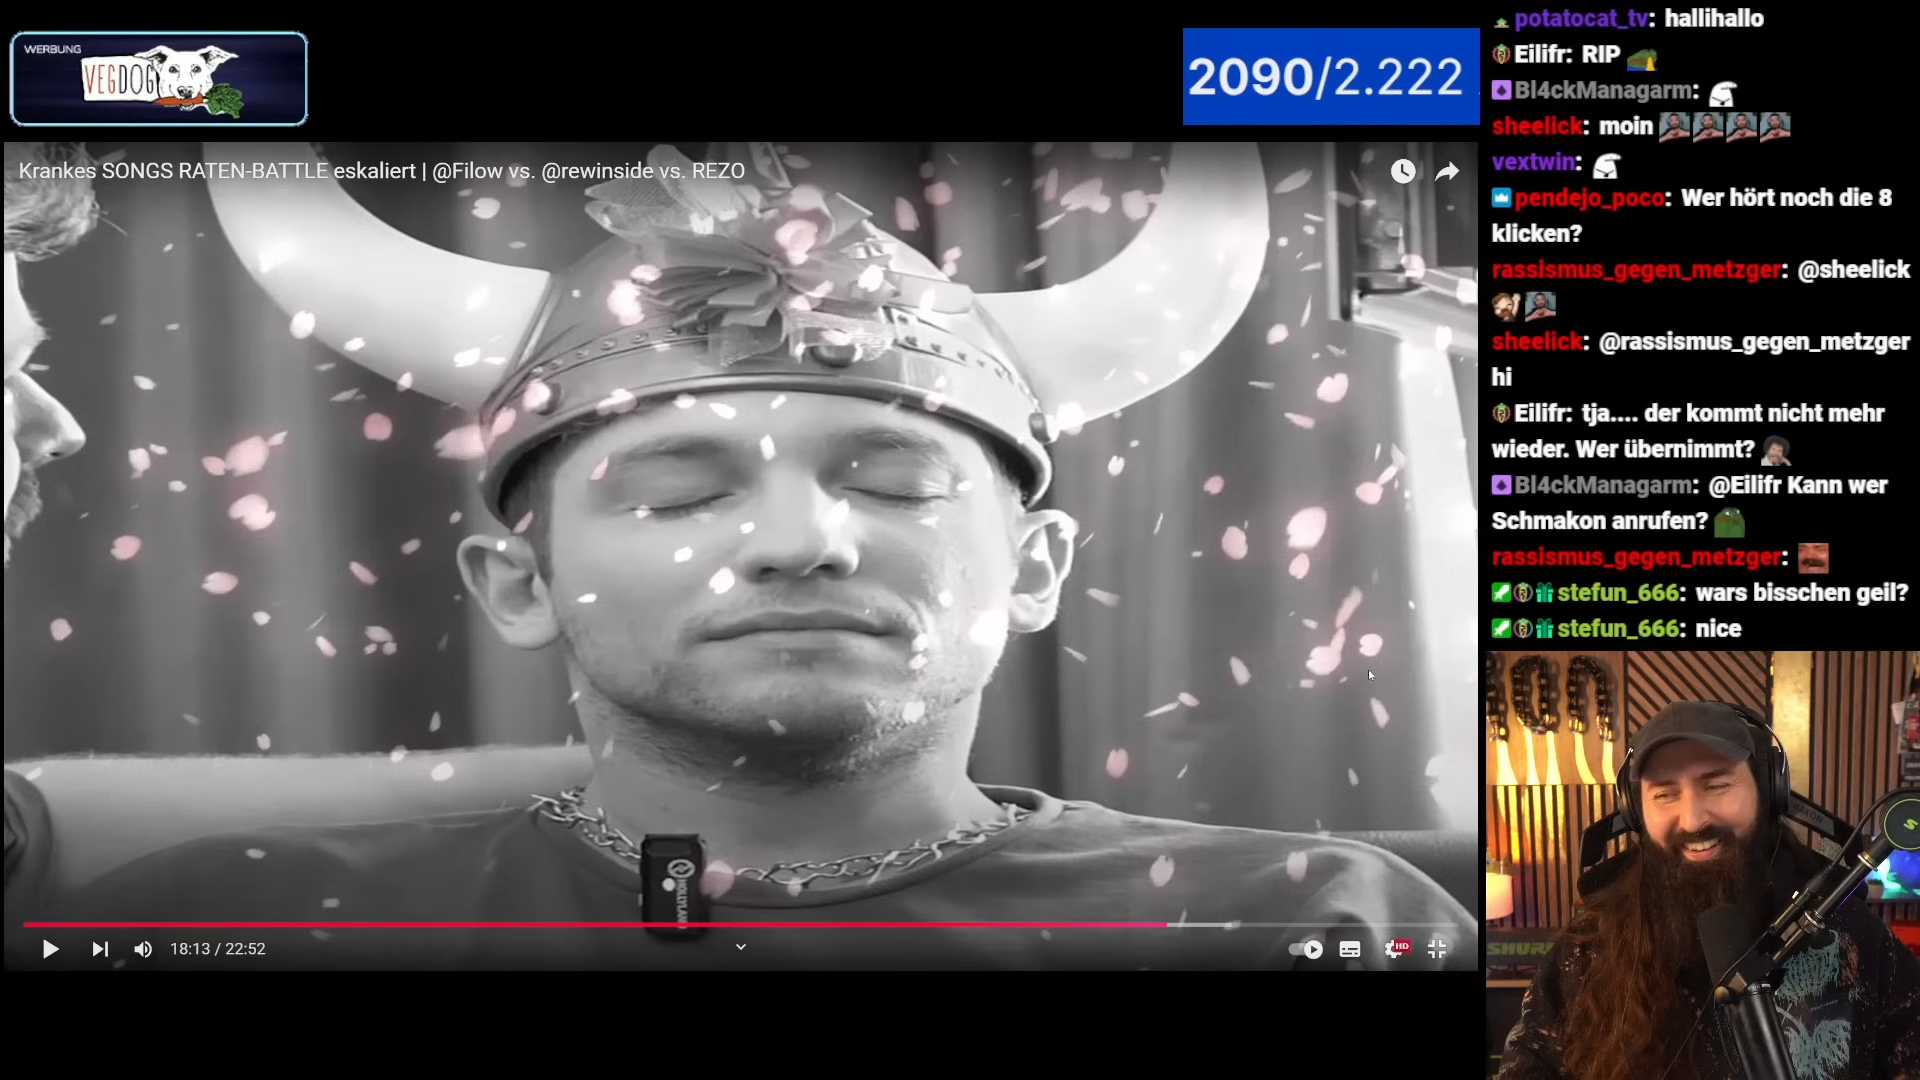 WERBUNG
VEGDOG
2090/2.222
Krankes SONGS RATEN-BATTLE eskaliert | @Filow vs. @rewinside vs. REZO
HOLLYLAN
18:13 / 22:52
HD
potatocat_tv: hallihallo
Eilifr: RIP
Bl4ckManagarm:
sheelick: moin
vextwin:
pendejo_poco: Wer hört noch die 8
klicken?
rassismus_gegen_metzger: @sheelick
sheelick: @rassismus_gegen_metzger
hi
Eilifr: tja.... der kommt nicht mehr
wieder. Wer übernimmt?
Bl4ckManagarm: @Eilifr Kann wer
Schmakon anrufen?
rassismus_gegen_metzger:
stefun_666: wars bisschen geil?
stefun_666: nice
SHURE